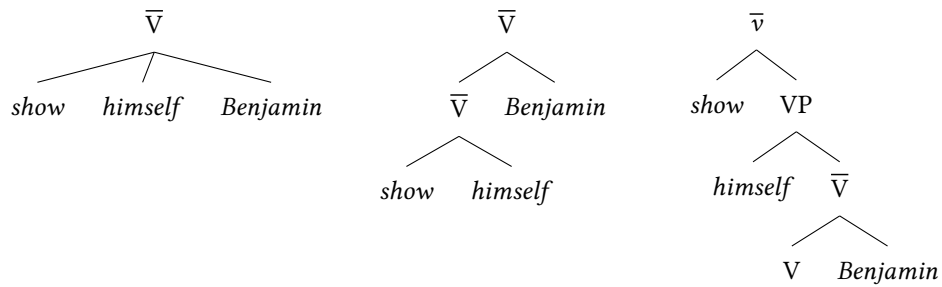 V̅ V̅ v̅
show himself Benjamin V̅ Benjamin show VP
show himself himself V̅
V Benjamin